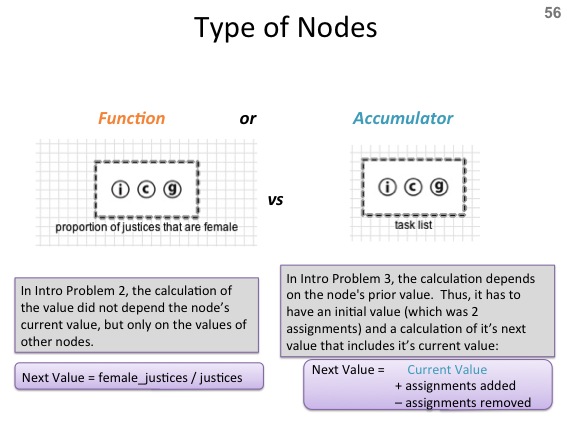 56
Type of Nodes
Function or Accumulator
i c g
proportion of justices that are female
vs
i c g
task list
In Intro Problem 2, the calculation of
the value did not depend the node's
current value, but only on the values of
other nodes.
Next Value = female_justices / justices
In Intro Problem 3, the calculation depends
on the node's prior value. Thus, it has to
have an initial value (which was 2
assignments) and a calculation of it's next
value that includes it's current value:
Next Value = Current Value
+ assignments added
– assignments removed